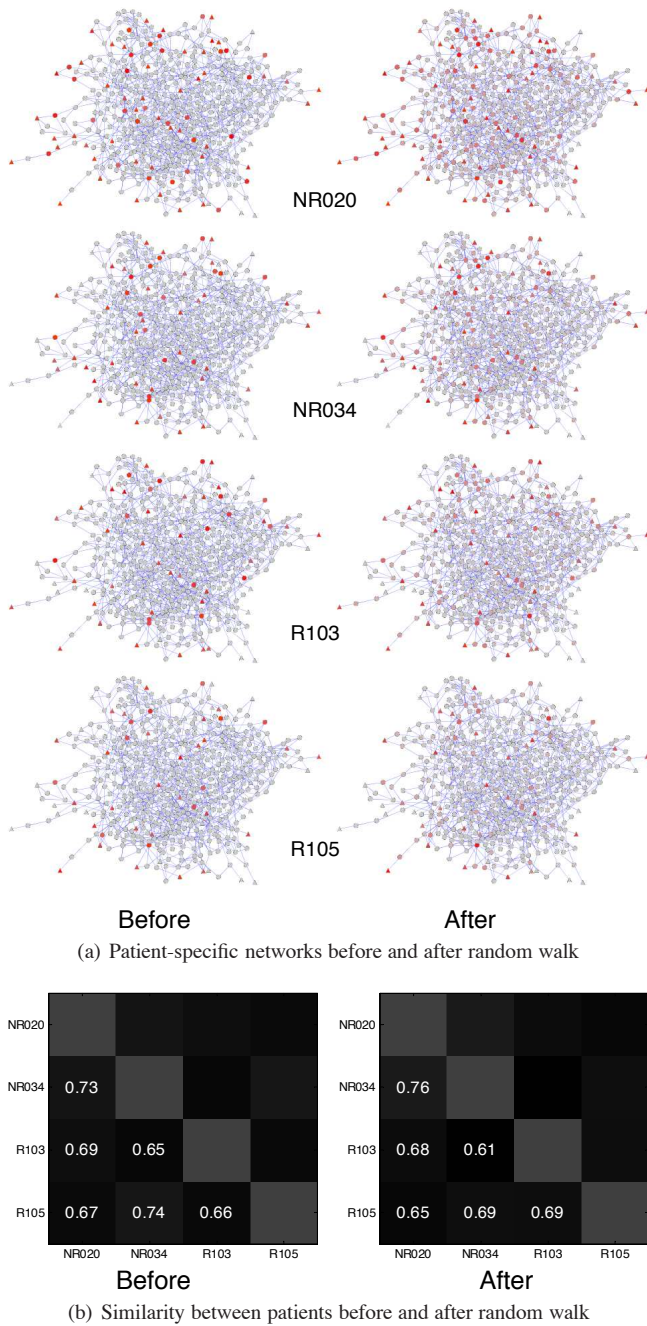 NR020
NR034
R103
R105
Before After
(a) Patient-specific networks before and after random walk
NR020
NR034 0.73
R103 0.69 0.65
R105 0.67 0.74 0.66
NR020 NR034 R103 R105
Before
NR020
NR034 0.76
R103 0.68 0.61
R105 0.65 0.69 0.69
NR020 NR034 R103 R105
After
(b) Similarity between patients before and after random walk